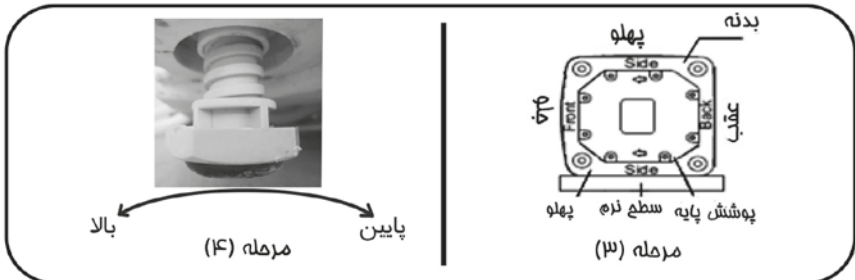 پهلو
بدنه
Side
جلو
Front
Back
عقب
Side
پهلو
سطح نرم
پوشش پایه
مرحله (۳)
بالا
پایین
مرحله (۴)